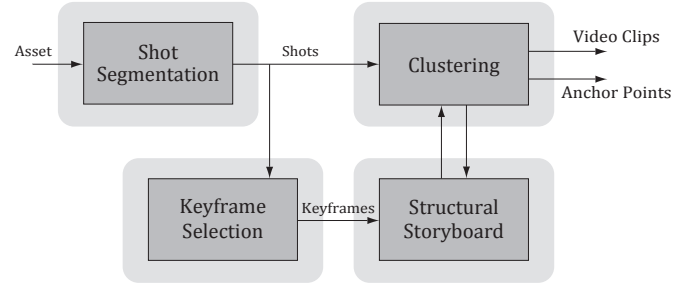 Asset
Shot
Segmentation
Shots
Clustering
Video Clips
Anchor Points
Keyframe
Selection
Keyframes
Structural
Storyboard